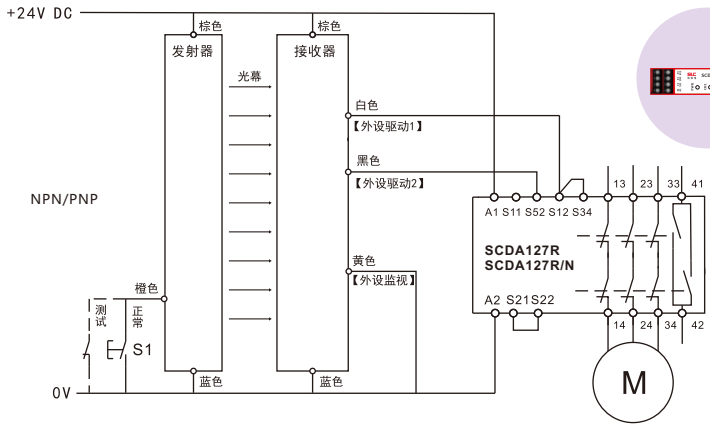 +24V DC
棕色
棕色
发射器
接收器
光幕
白色
【外设驱动1】
黑色
【外设驱动2】
NPN/PNP
13 23 33 41
A1 S11 S52 S12 S34
SCDA127R
SCDA127R/N
黄色
【外设监视】
橙色
测试
正常
S1
A2 S21 S22
14 24 34 42
蓝色
蓝色
0V
M